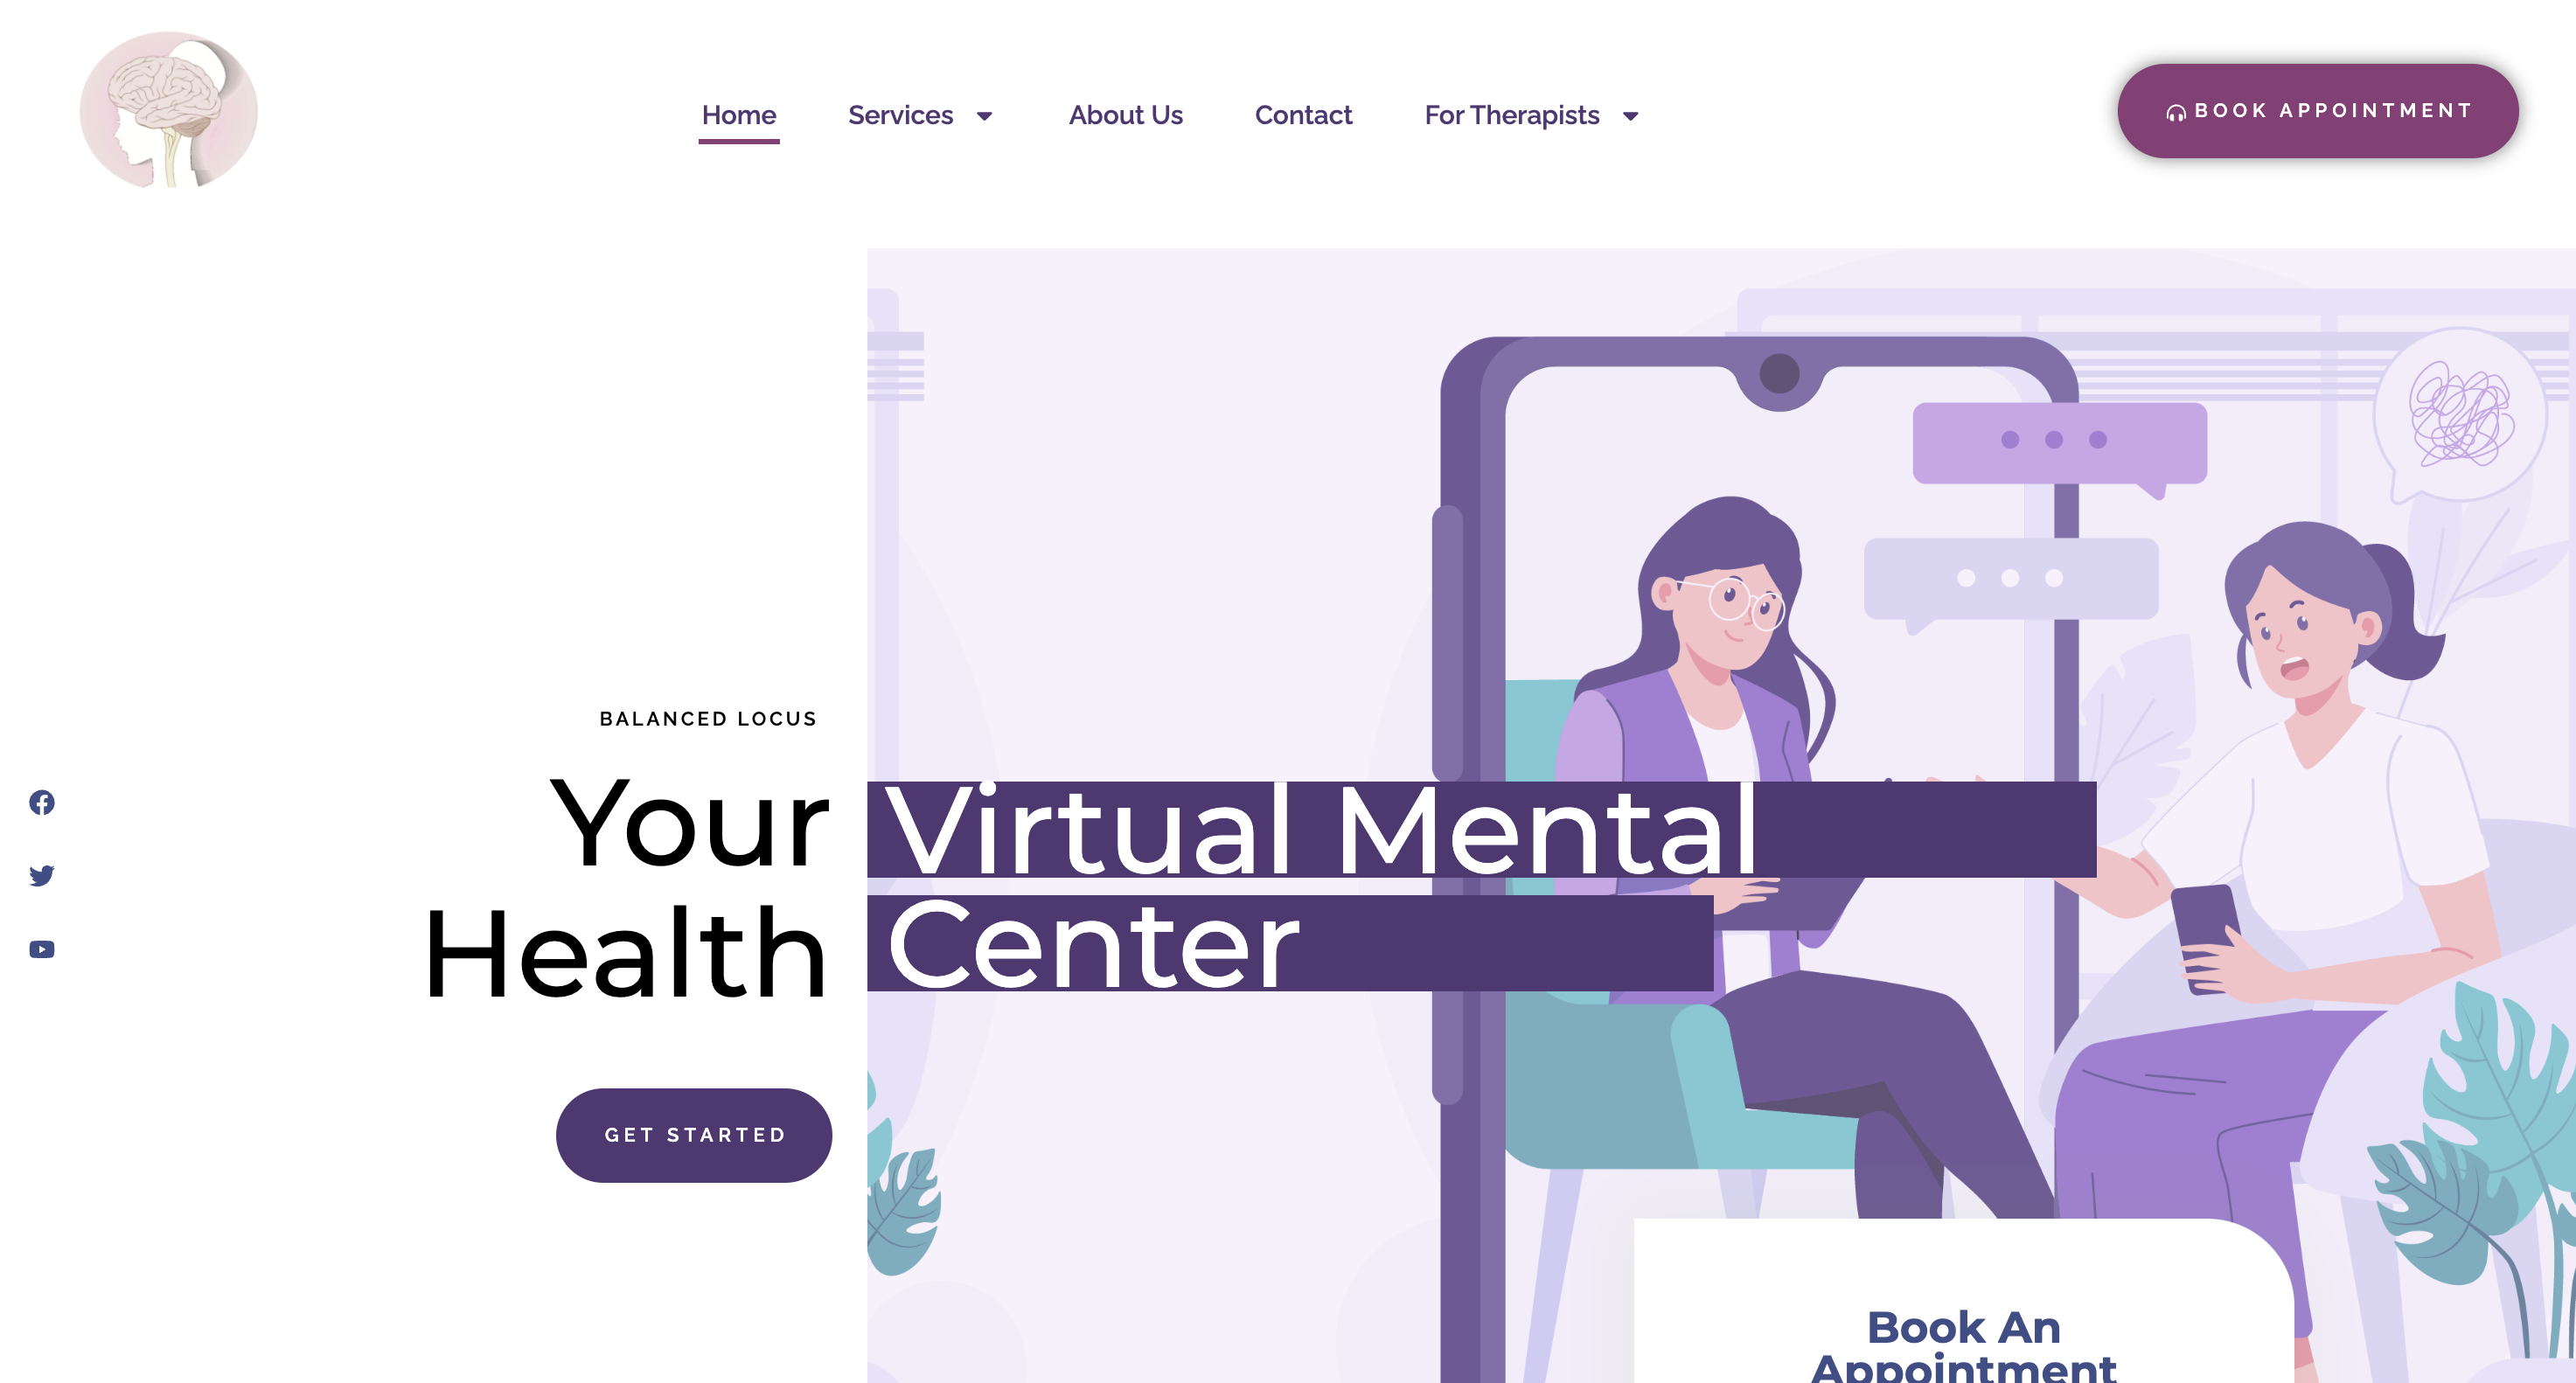 Home Services About Us Contact For Therapists BOOK APPOINTMENT
BALANCED LOCUS
Your Virtual Mental
Health Center
GET STARTED
Book An
Appointment